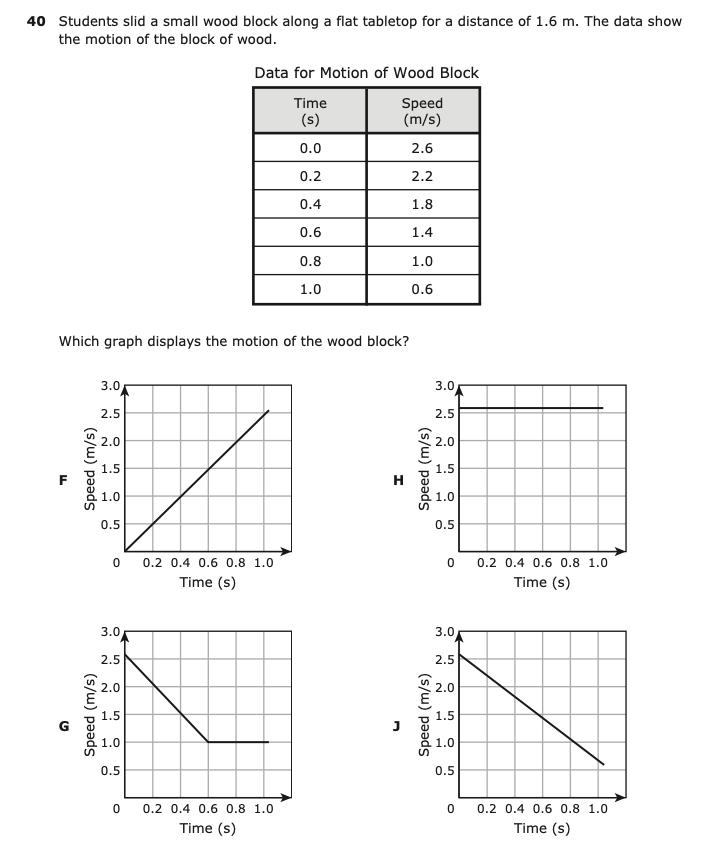 40 Students slid a small wood block along a flat tabletop for a distance of 1.6 m. The data show
the motion of the block of wood.
Data for Motion of Wood Block
Time
(s)
Speed
(m/s)
0.0 2.6
0.2 2.2
0.4 1.8
0.6 1.4
0.8 1.0
1.0 0.6
Which graph displays the motion of the wood block?
F
Speed (m/s)
3.0
2.5
2.0
1.5
1.0
0.5
0 0.2 0.4 0.6 0.8 1.0
Time (s)
H
Speed (m/s)
3.0
2.5
2.0
1.5
1.0
0.5
0 0.2 0.4 0.6 0.8 1.0
Time (s)
G
Speed (m/s)
3.0
2.5
2.0
1.5
1.0
0.5
0 0.2 0.4 0.6 0.8 1.0
Time (s)
J
Speed (m/s)
3.0
2.5
2.0
1.5
1.0
0.5
0 0.2 0.4 0.6 0.8 1.0
Time (s)